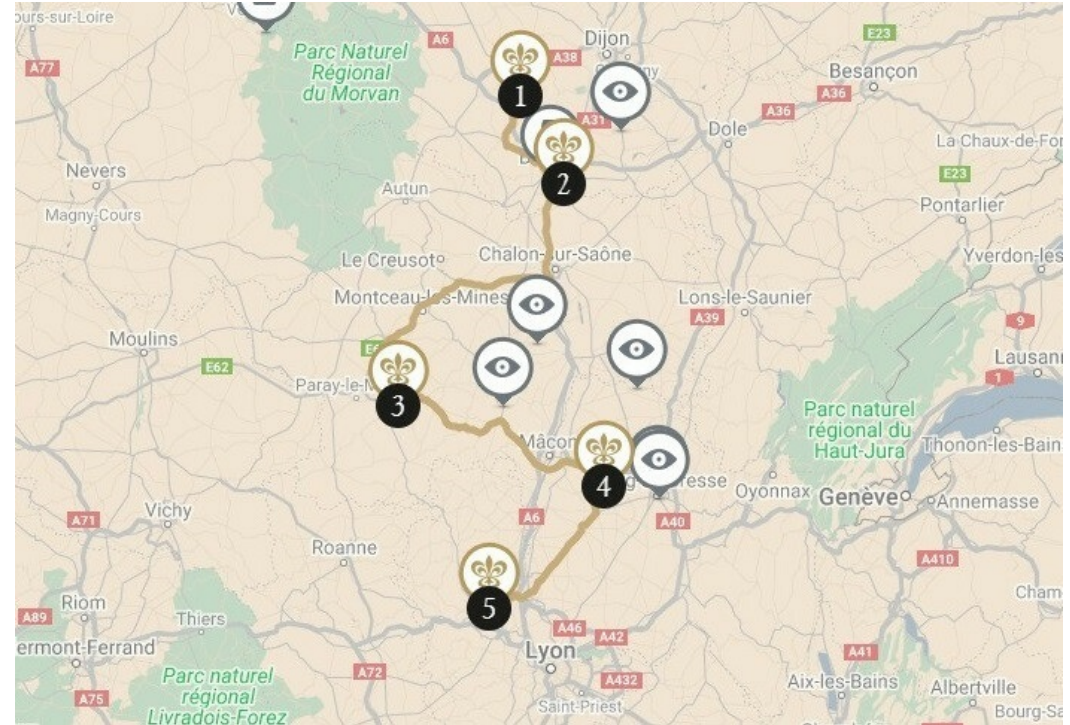 ours-sur-Loire
A77
Parc Naturel
Régional
du Morvan
A6
A38
Dijon
E23
Besançon
A36
A36
1
A31
Dole
La Chaux-de-For
Nevers
Magny-Cours
Autun
2
E23
Pontarlier
Le Creusot
Chalon-sur-Saône
Yverdon-les
Montceau-les-Mines
Lons-le-Saunier
A39
9
Moulins
E62
Lausann
1
Paray-le-M
3
Parc naturel
régional du
Haut-Jura
Thonon-les-Bain
Mâcon
4
resse
Oyonnax
Genève
Annemasse
A71
Vichy
A6
A40
Roanne
A410
5
Cham
Riom
A89
Thiers
A46
A42
ermont-Ferrand
Lyon
A41
A75
Parc naturel
régional
Livradois-Forez
A72
A432
Saint-Priest
Aix-les-Bains
Albertville
Bourg-Sa